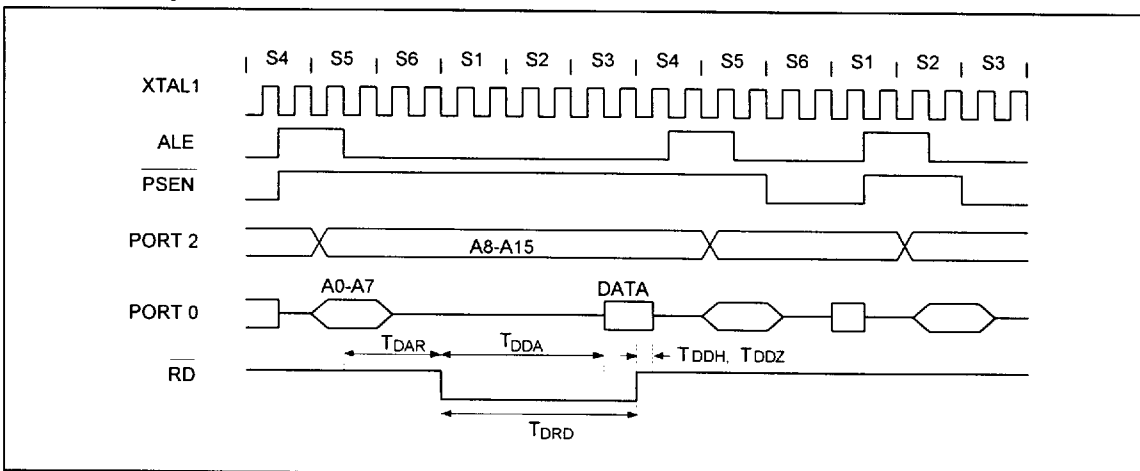 S4 S5 S6 S1 S2 S3 S4 S5 S6 S1 S2 S3
XTAL1
ALE
PSEN
PORT 2
A8-A15
A0-A7
DATA
PORT 0
TDAR
TDDA
TDDH, TDDZ
RD
TDRD